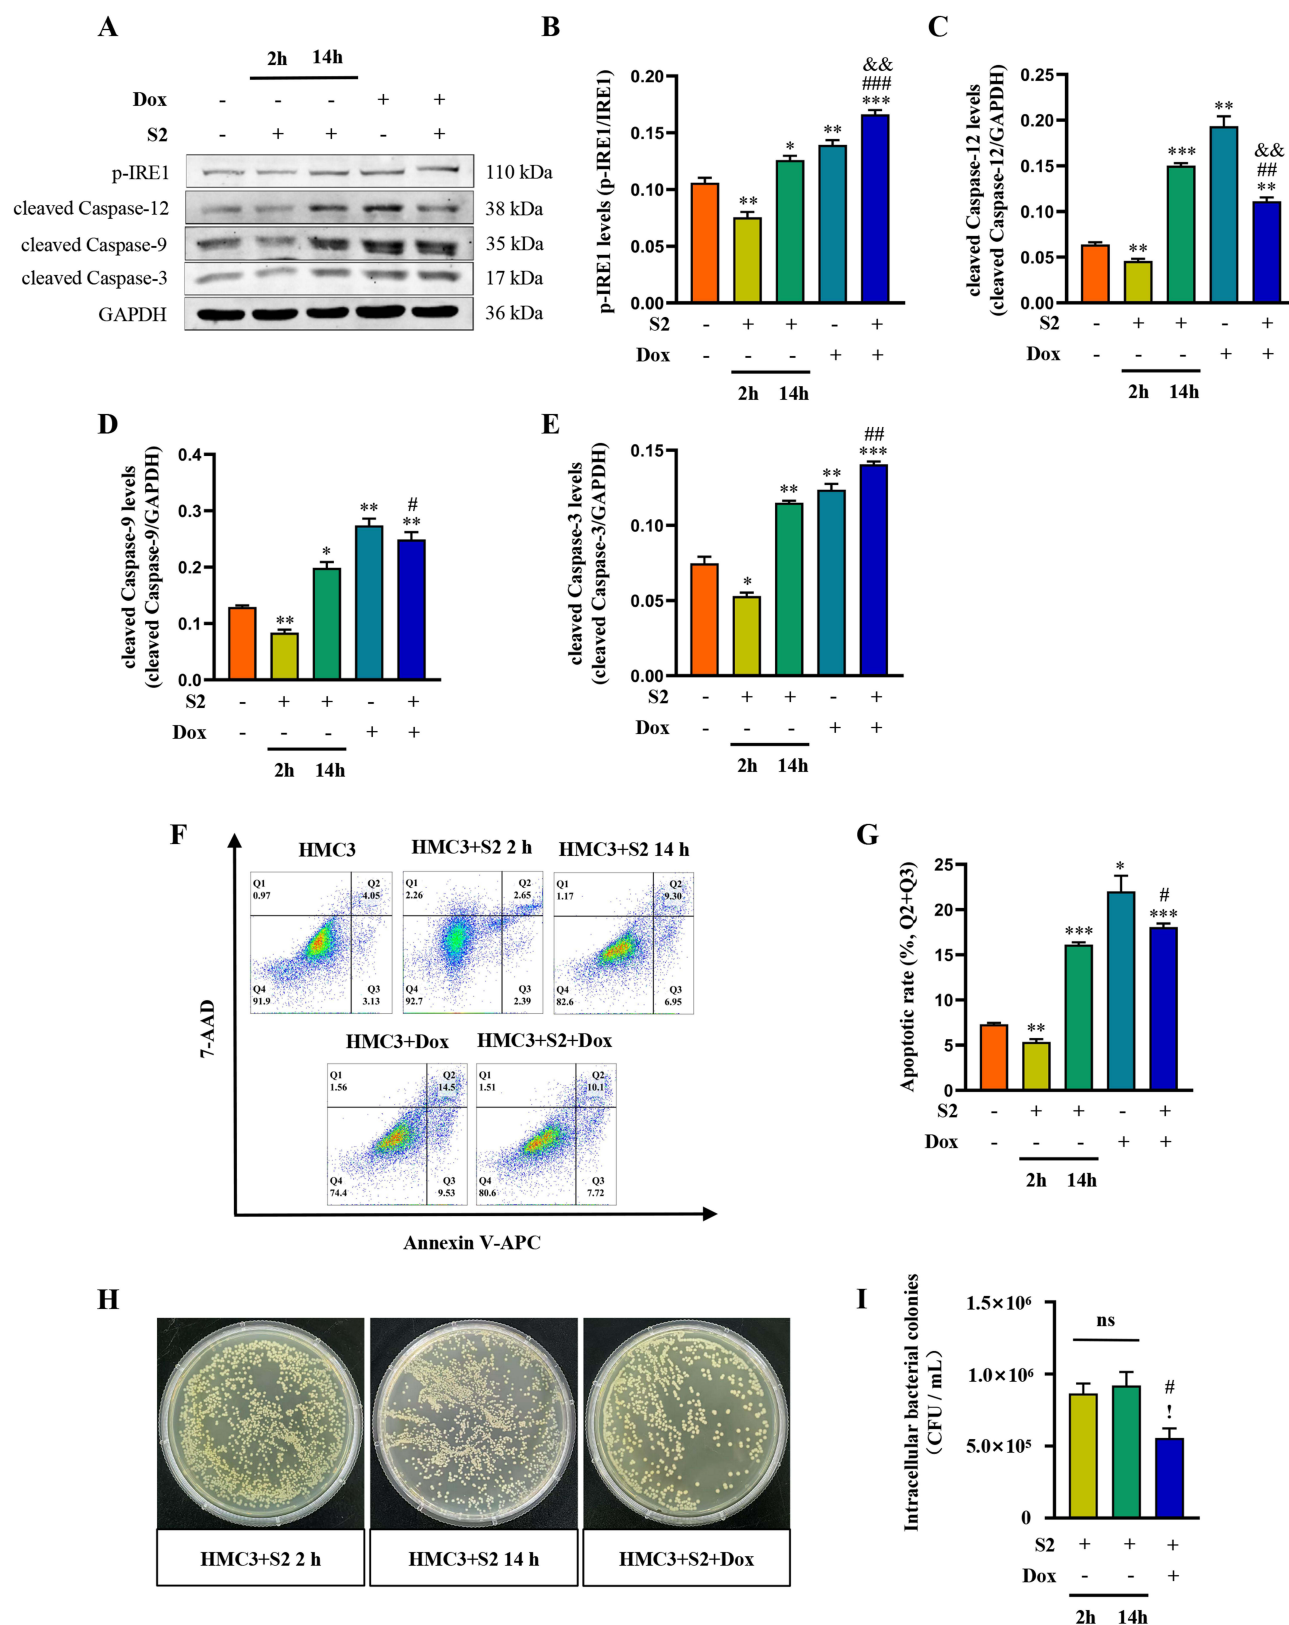 A
2h 14h
Dox - - - + +
S2 - + + - +
p-IRE1 110 kDa
cleaved Caspase-12 38 kDa
cleaved Caspase-9 35 kDa
cleaved Caspase-3 17 kDa
GAPDH 36 kDa
B
p-IRE1 levels (p-IRE1/IRE1)
0.20
0.15
0.10
0.05
0.00
**
*
**
&&
###
***
S2 - + + - +
Dox - - - + +
2h 14h
C
cleaved Caspase-12 levels
(cleaved Caspase-12/GAPDH)
0.25
0.20
0.15
0.10
0.05
0.00
**
***
**
&&
##
**
S2 - + + - +
Dox - - - + +
2h 14h
D
cleaved Caspase-9 levels
(cleaved Caspase-9/GAPDH)
0.4
0.3
0.2
0.1
0.0
**
*
**
#
**
S2 - + + - +
Dox - - - + +
2h 14h
E
cleaved Caspase-3 levels
(cleaved Caspase-3/GAPDH)
0.15
0.10
0.05
0.00
*
**
**
##
***
S2 - + + - +
Dox - - - + +
2h 14h
F
7-AAD
HMC3
Q1 Q2
0.97 4.05
Q4 Q3
91.9 3.13
HMC3+S2 2 h
Q1 Q2
2.26 2.65
Q4 Q3
92.7 2.39
HMC3+S2 14 h
Q1 Q2
1.17 9.30
Q4 Q3
82.6 6.95
HMC3+Dox
Q1 Q2
1.56 14.5
Q4 Q3
74.4 9.53
HMC3+S2+Dox
Q1 Q2
1.51 10.1
Q4 Q3
80.6 7.72
Annexin V-APC
G
Apoptotic rate (%, Q2+Q3)
25
20
15
10
5
0
**
***
*
#
***
S2 - + + - +
Dox - - - + +
2h 14h
H
HMC3+S2 2 h
HMC3+S2 14 h
HMC3+S2+Dox
I
Intracellular bacterial colonies
(CFU / mL)
1.5×10⁶
1.0×10⁶
5.0×10⁵
0
ns
#
!
S2 + + +
Dox - - +
2h 14h